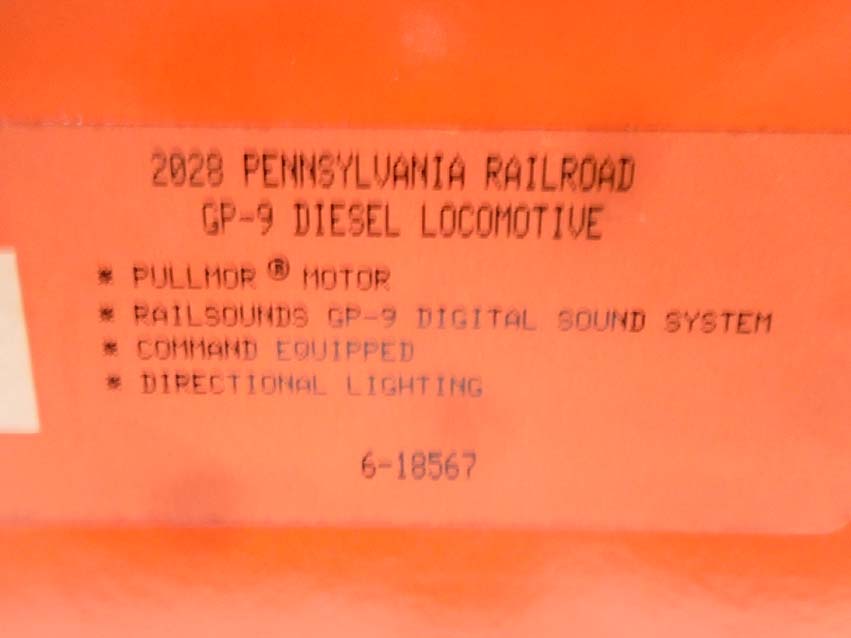 2028 PENNSYLVANIA RAILROAD
GP-9 DIESEL LOCOMOTIVE
* PULLMOR® MOTOR
* RAILSOUNDS GP-9 DIGITAL SOUND SYSTEM
* COMMAND EQUIPPED
* DIRECTIONAL LIGHTING
6-18567